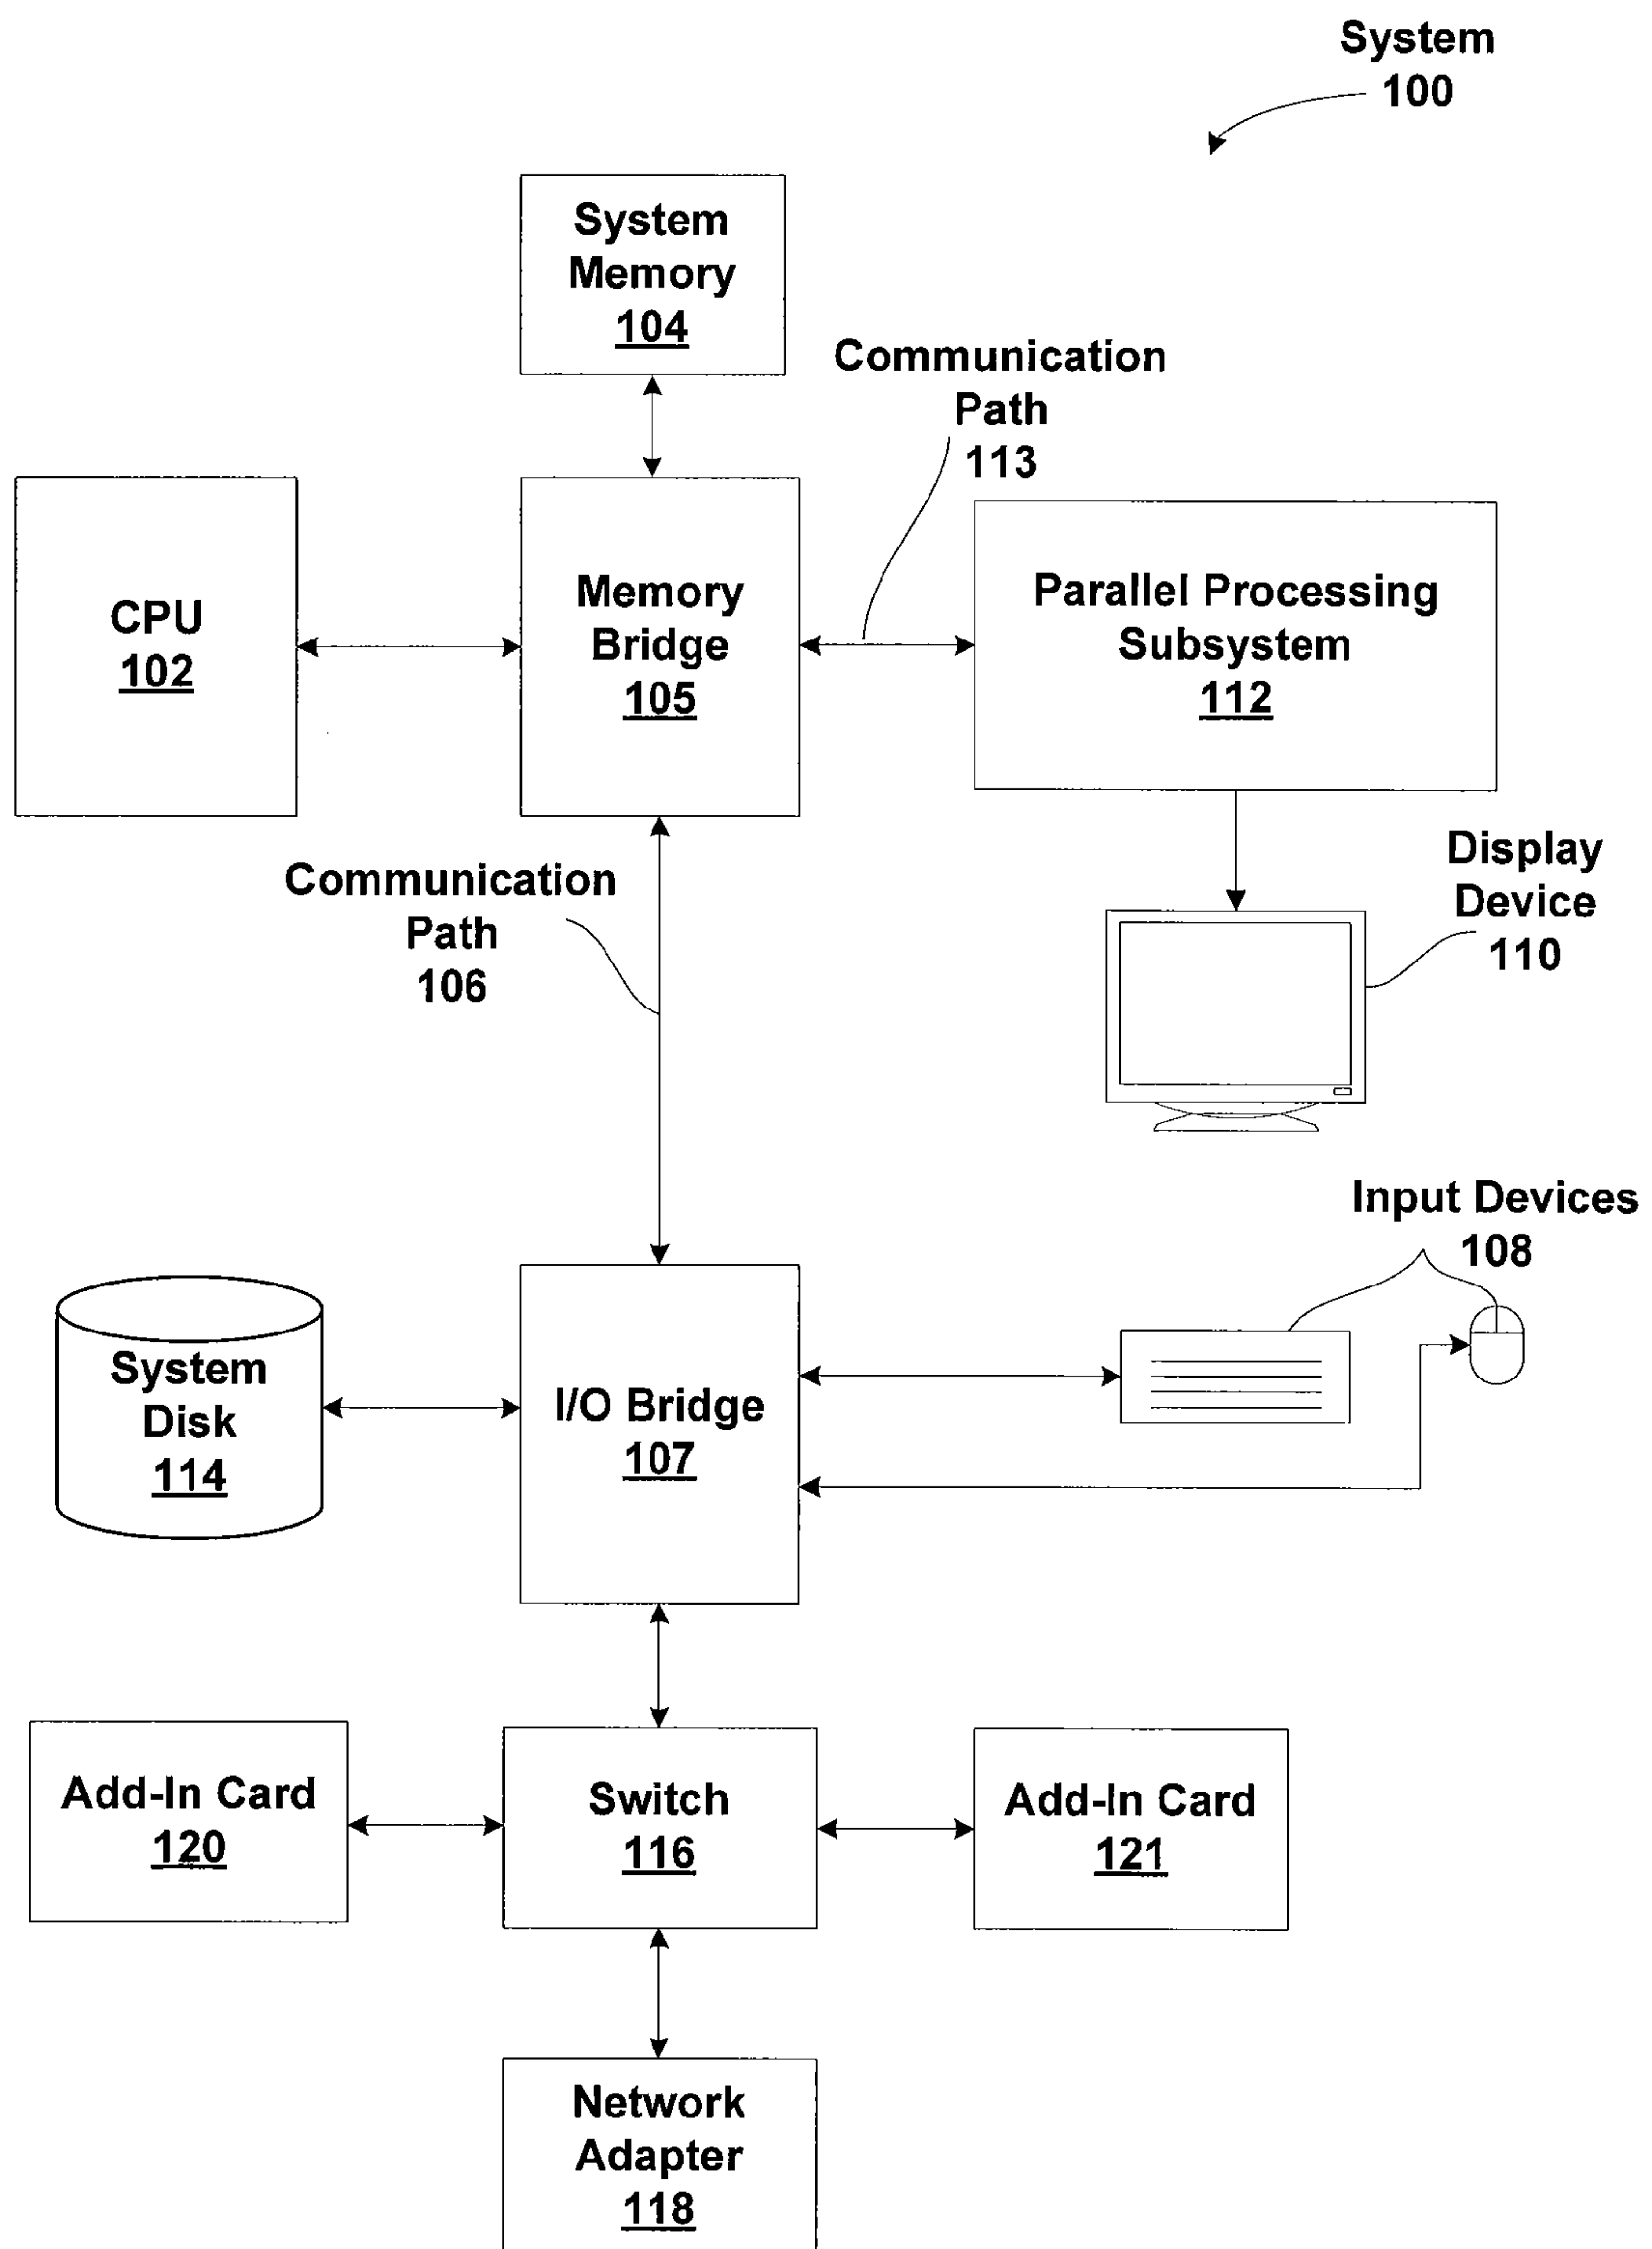 System
100
System
Memory
104
Communication
Path
113
CPU
102
Memory
Bridge
105
Parallel Processing
Subsystem
112
Communication
Path
106
Display
Device
110
Input Devices
108
System
Disk
114
I/O Bridge
107
Add-In Card
120
Switch
116
Add-In Card
121
Network
Adapter
118